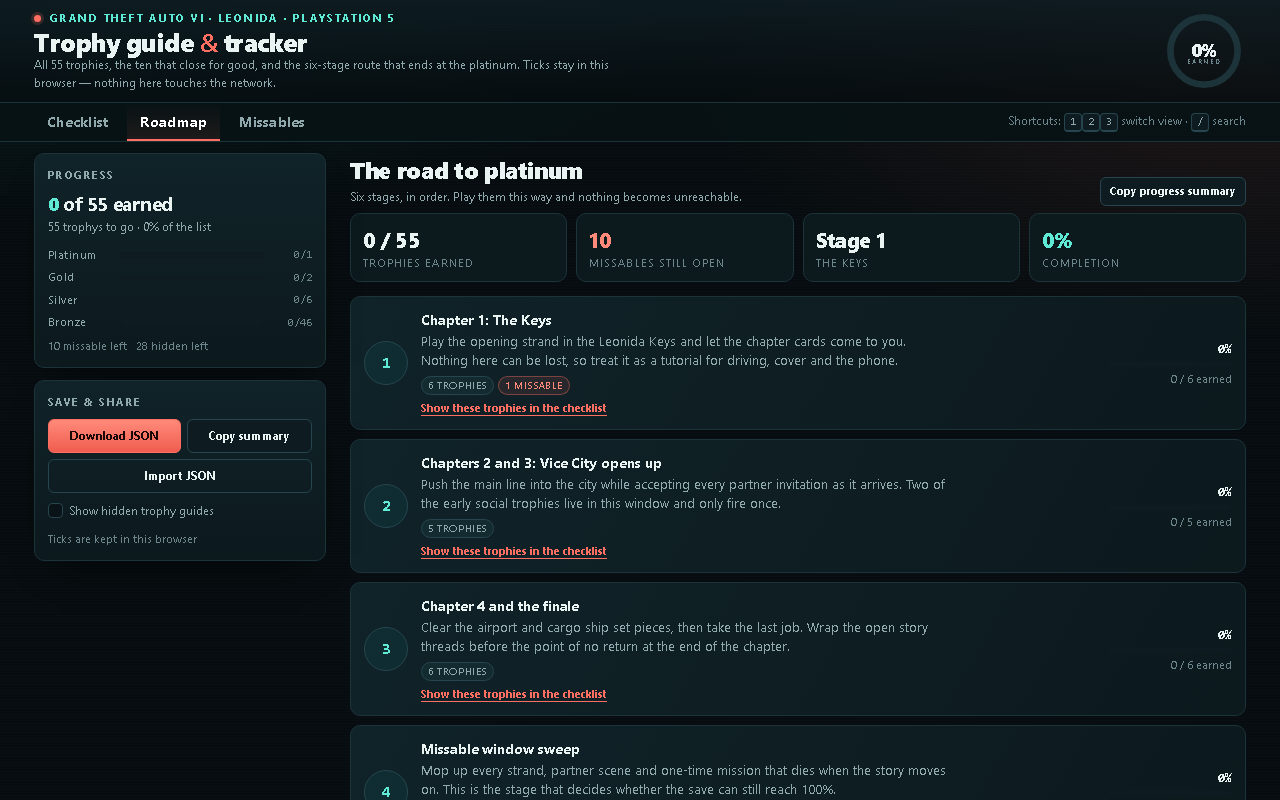 GRAND THEFT AUTO VI · LEONIDA · PLAYSTATION 5
Trophy guide & tracker
All 55 trophies, the ten that close for good, and the six-stage route that ends at the platinum. Ticks stay in this
browser — nothing here touches the network.
0%
EARNED
Checklist
Roadmap
Missables
Shortcuts: 1 2 3 switch view · / search
PROGRESS
0 of 55 earned
55 trophys to go · 0% of the list
Platinum 0/1
Gold 0/2
Silver 0/6
Bronze 0/46
10 missable left 28 hidden left
SAVE & SHARE
Download JSON
Copy summary
Import JSON
Show hidden trophy guides
Ticks are kept in this browser
The road to platinum
Six stages, in order. Play them this way and nothing becomes unreachable.
Copy progress summary
0 / 55
TROPHIES EARNED
10
MISSABLES STILL OPEN
Stage 1
THE KEYS
0%
COMPLETION
1
Chapter 1: The Keys
Play the opening strand in the Leonida Keys and let the chapter cards come to you.
Nothing here can be lost, so treat it as a tutorial for driving, cover and the phone.
6 TROPHIES
1 MISSABLE
Show these trophies in the checklist
0%
0 / 6 earned
2
Chapters 2 and 3: Vice City opens up
Push the main line into the city while accepting every partner invitation as it arrives. Two of
the early social trophies live in this window and only fire once.
5 TROPHIES
Show these trophies in the checklist
0%
0 / 5 earned
3
Chapter 4 and the finale
Clear the airport and cargo ship set pieces, then take the last job. Wrap the open story
threads before the point of no return at the end of the chapter.
6 TROPHIES
Show these trophies in the checklist
0%
0 / 6 earned
4
Missable window sweep
Mop up every strand, partner scene and one-time mission that dies when the story moves
on. This is the stage that decides whether the save can still reach 100%.
0%